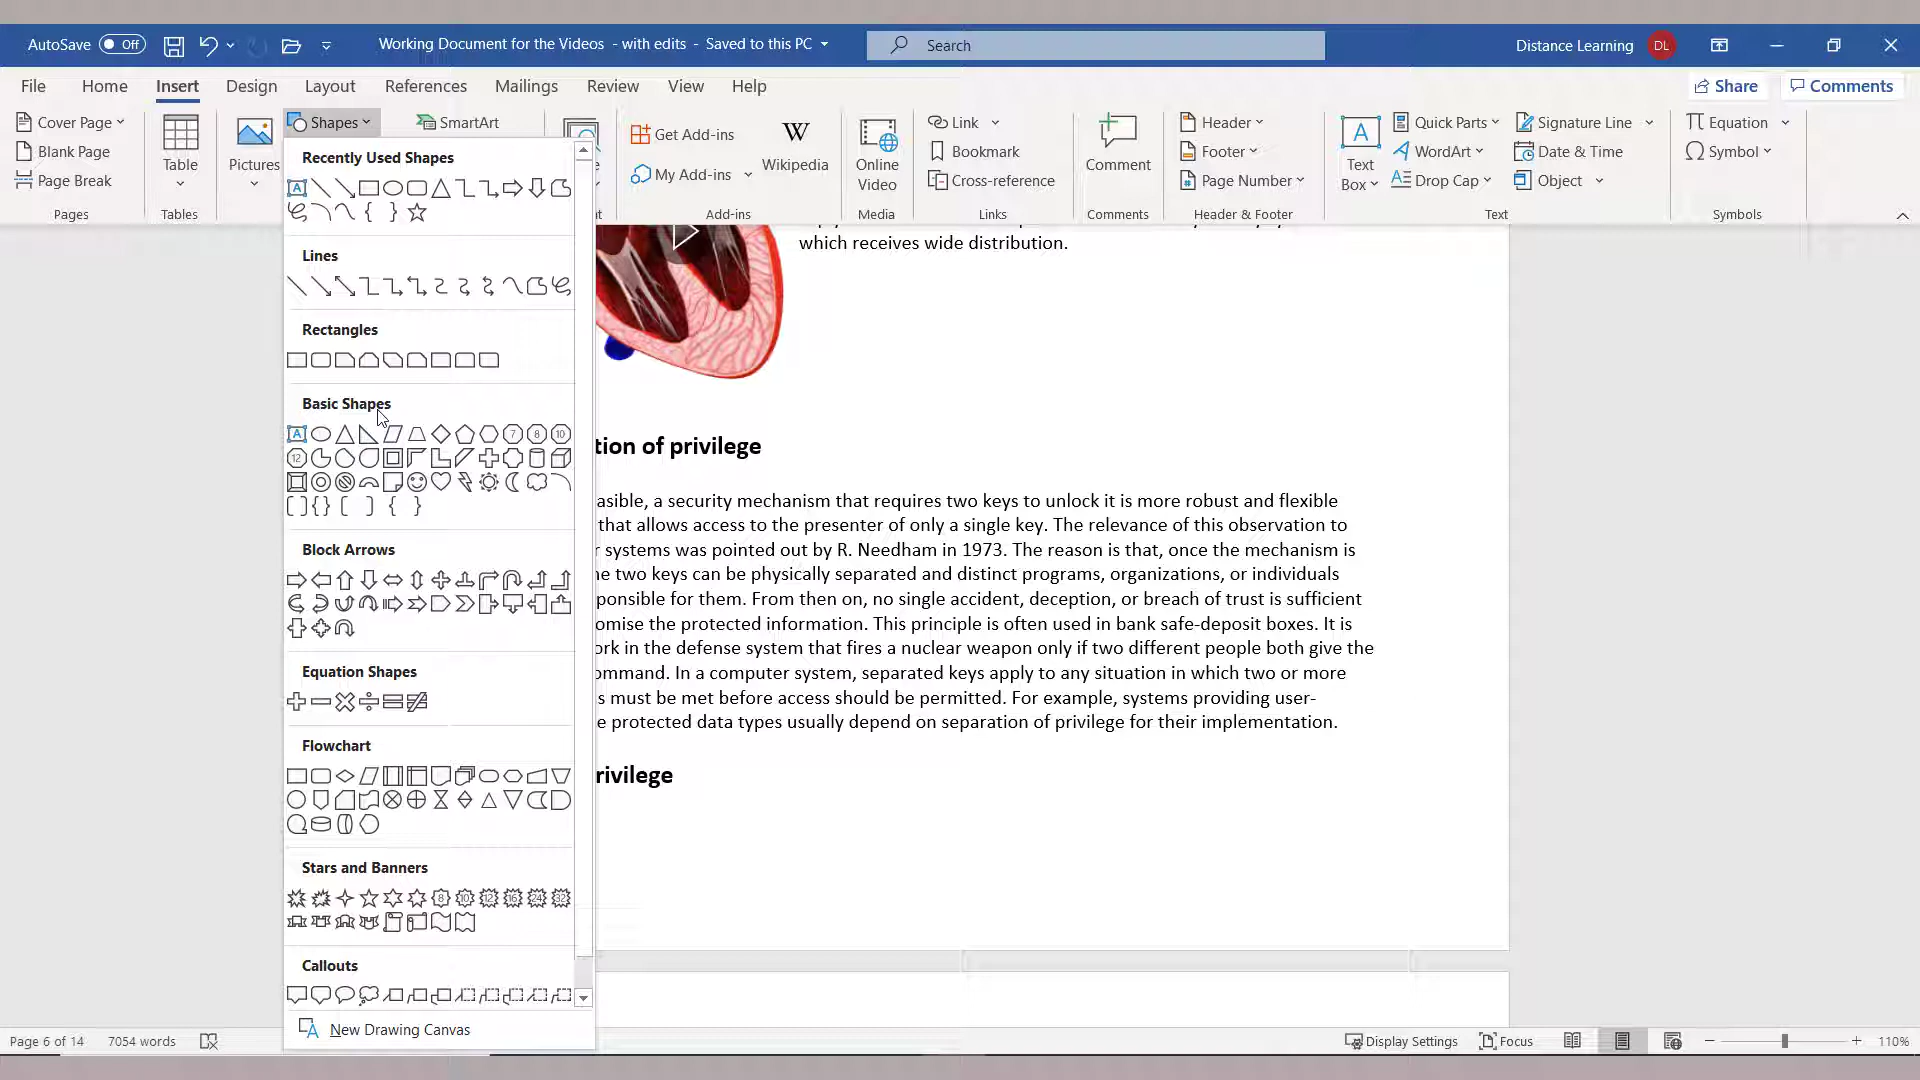 AutoSave Off Working Document for the Videos - with edits - Saved to this PC Search Distance Learning DL
File Home Insert Design Layout References Mailings Review View Help Share Comments
Cover Page
Blank Page
Page Break
Pages
Table
Tables
Pictures
Shapes
SmartArt
Get Add-ins
My Add-ins
Wikipedia
Add-ins
Online
Video
Media
Link
Bookmark
Cross-reference
Links
Comment
Comments
Header
Footer
Page Number
Header & Footer
Text
Box
Quick Parts
WordArt
Drop Cap
Signature Line
Date & Time
Object
Text
Equation
Symbol
Symbols
Recently Used Shapes
Lines
Rectangles
Basic Shapes
Block Arrows
Equation Shapes
Flowchart
Stars and Banners
Callouts
New Drawing Canvas
which receives wide distribution.
tion of privilege
asible, a security mechanism that requires two keys to unlock it is more robust and flexible
that allows access to the presenter of only a single key. The relevance of this observation to
r systems was pointed out by R. Needham in 1973. The reason is that, once the mechanism is
he two keys can be physically separated and distinct programs, organizations, or individuals
ponsible for them. From then on, no single accident, deception, or breach of trust is sufficient
omise the protected information. This principle is often used in bank safe-deposit boxes. It is
ork in the defense system that fires a nuclear weapon only if two different people both give the
ommand. In a computer system, separated keys apply to any situation in which two or more
s must be met before access should be permitted. For example, systems providing user-
e protected data types usually depend on separation of privilege for their implementation.
rivilege
Page 6 of 14 7054 words Display Settings Focus 110%